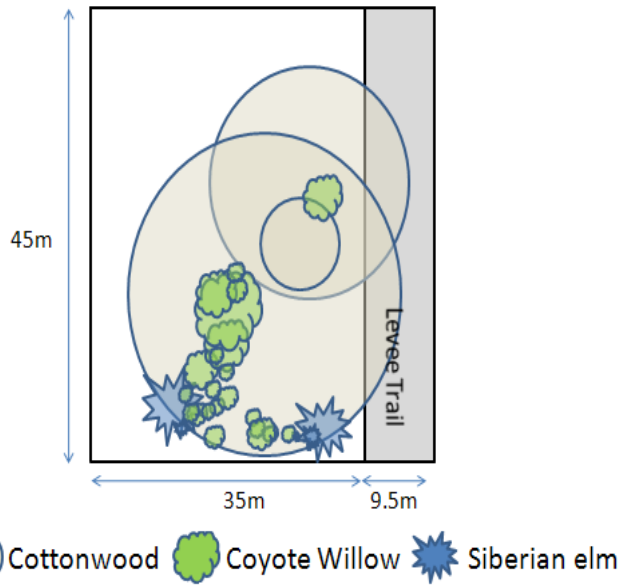 45m
Levee Trail
35m
9.5m
Cottonwood
Coyote Willow
Siberian elm